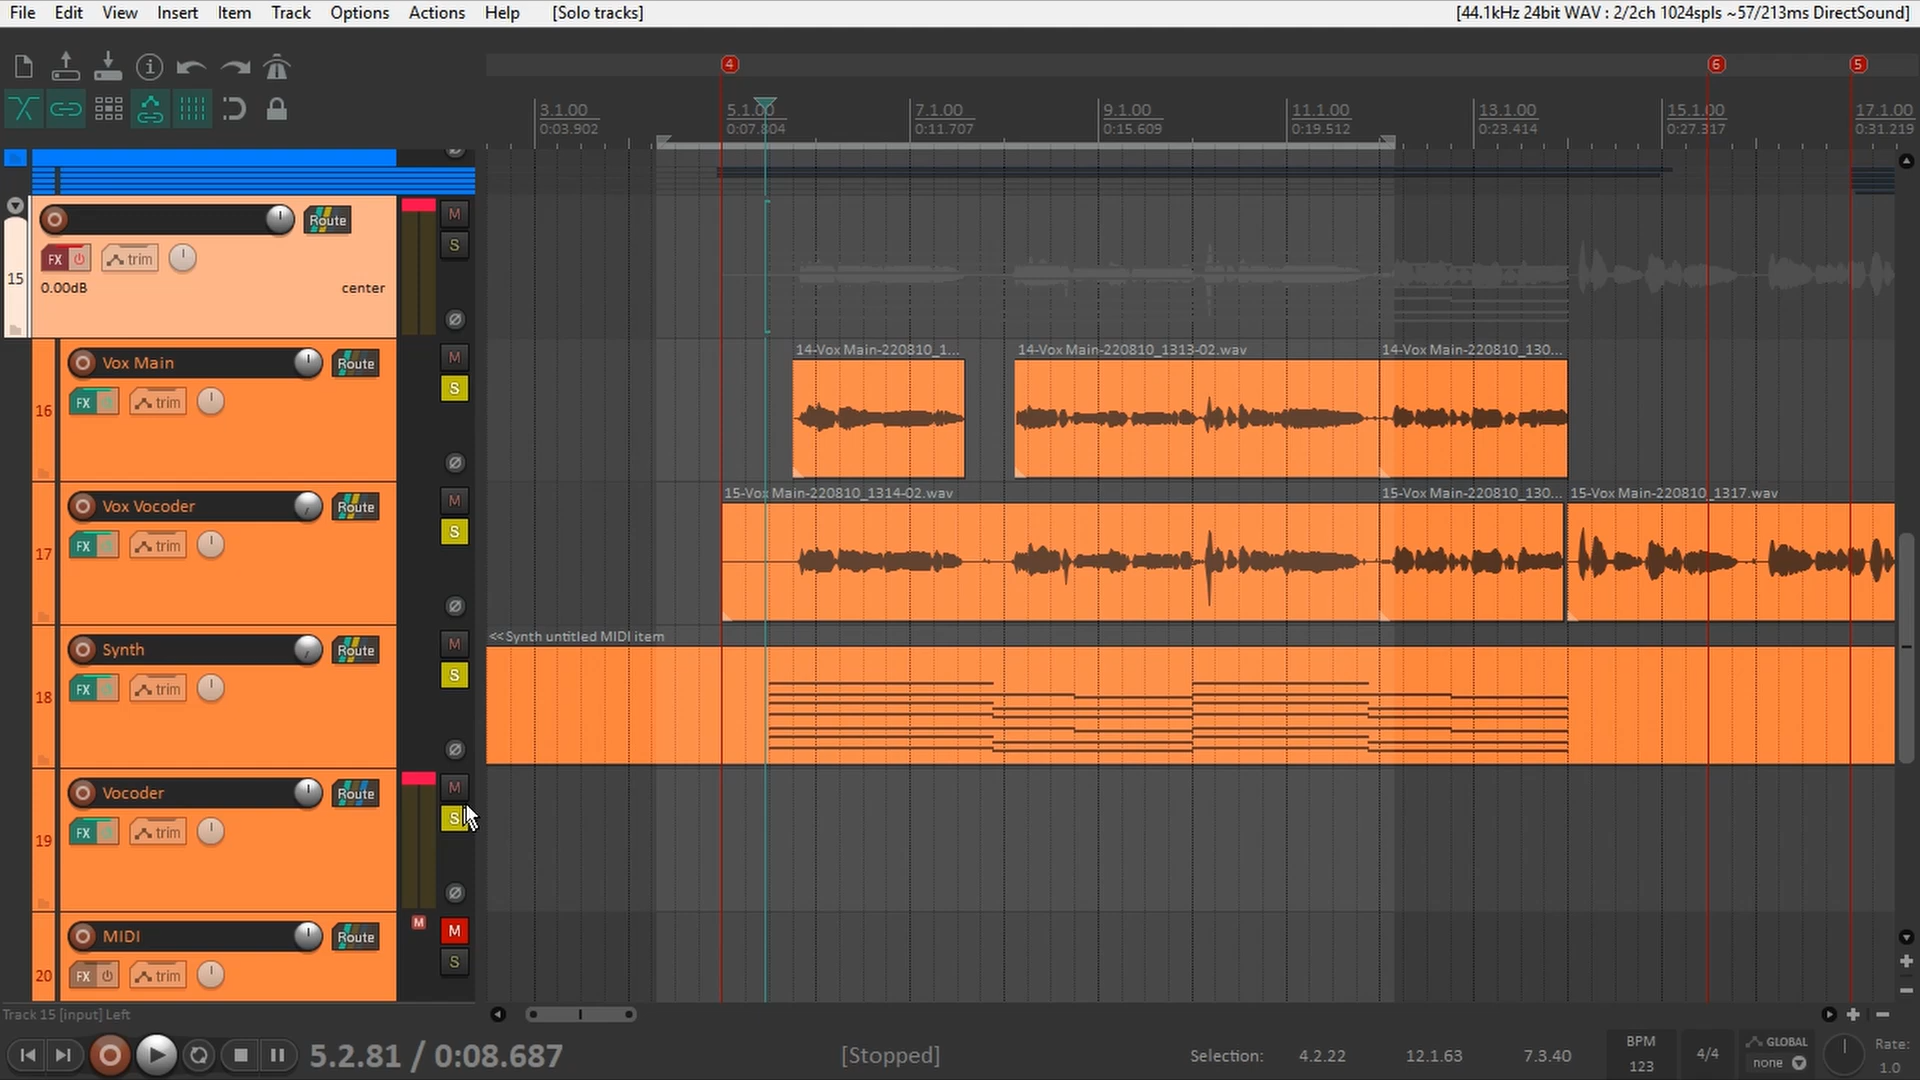 File Edit View Insert Item Track Options Actions Help [Solo tracks] [44.1kHz 24bit WAV : 2/2ch 1024spls ~57/213ms DirectSound]
4 6 5
3.1.00 5.1.00 7.1.00 9.1.00 11.1.00 13.1.00 15.1.00 17.1.00
0:03.902 0:07.804 0:11.707 0:15.609 0:19.512 0:23.414 0:27.317 0:31.219
Route M
FX trim S
15
0.00dB center
14-Vox Main-220810_1... 14-Vox Main-220810_1313-02.wav 14-Vox Main-220810_130...
Vox Main Route M
FX trim S
16
15-Vox Main-220810_1314-02.wav 15-Vox Main-220810_130... 15-Vox Main-220810_1317.wav
Vox Vocoder Route M
FX trim S
17
<<Synth untitled MIDI item
Synth Route M
FX trim S
18
Vocoder Route M
FX trim S
19
M M
MIDI Route
FX trim S
20
Track 15 [input] Left
5.2.81 / 0:08.687 [Stopped] Selection: 4.2.22 12.1.63 7.3.40 BPM 123 4/4 GLOBAL none Rate: 1.0